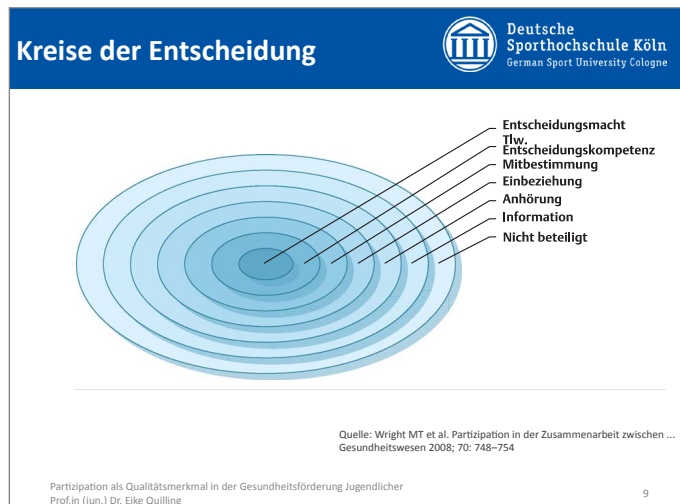 Kreise der Entscheidung
Deutsche
Sporthochschule Köln
German Sport University Cologne
Entscheidungsmacht
Tlw.
Entscheidungskompetenz
Mitbestimmung
Einbeziehung
Anhörung
Information
Nicht beteiligt
Quelle: Wright MT et al. Partizipation in der Zusammenarbeit zwischen ...
Gesundheitswesen 2008; 70: 748–754
Partizipation als Qualitätsmerkmal in der Gesundheitsförderung Jugendlicher
Prof.in (jun.) Dr. Eike Quilling
9